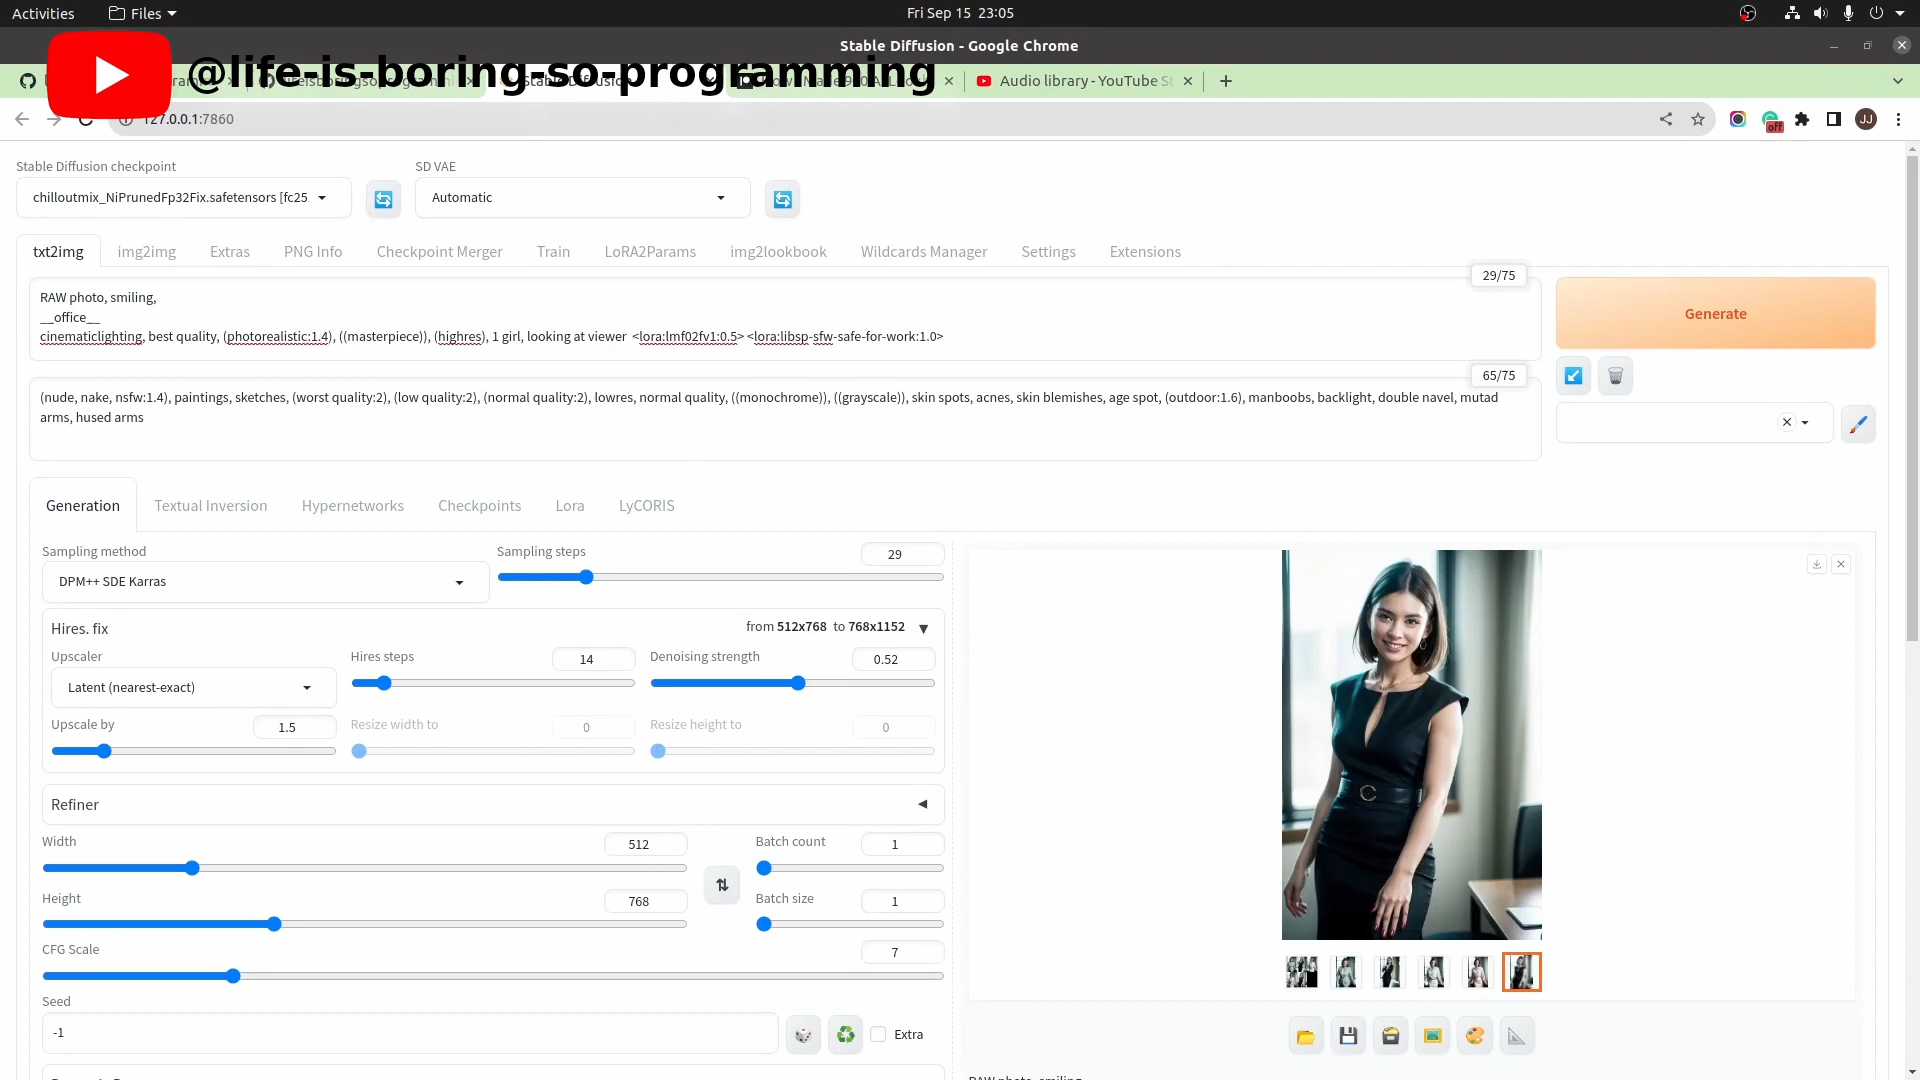 Activities
Files
Fri Sep 15 23:05
Stable Diffusion - Google Chrome
@life-is-boring-so-programming
Audio library - YouTube St
127.0.0.1:7860
off
JJ
Stable Diffusion checkpoint
SD VAE
chilloutmix_NiPrunedFp32Fix.safetensors [fc25
Automatic
txt2img
img2img
Extras
PNG Info
Checkpoint Merger
Train
LoRA2Params
img2lookbook
Wildcards Manager
Settings
Extensions
29/75
RAW photo, smiling,
__office__
cinematiclighting, best quality, (photorealistic:1.4), ((masterpiece)), (highres), 1 girl, looking at viewer <lora:lmf02fv1:0.5> <lora:libsp-sfw-safe-for-work:1.0>
Generate
65/75
(nude, nake, nsfw:1.4), paintings, sketches, (worst quality:2), (low quality:2), (normal quality:2), lowres, normal quality, ((monochrome)), ((grayscale)), skin spots, acnes, skin blemishes, age spot, (outdoor:1.6), manboobs, backlight, double navel, mutad
arms, hused arms
Generation
Textual Inversion
Hypernetworks
Checkpoints
Lora
LyCORIS
Sampling method
DPM++ SDE Karras
Sampling steps
29
Hires. fix
from 512x768 to 768x1152
Upscaler
Latent (nearest-exact)
Hires steps
14
Denoising strength
0.52
Upscale by
1.5
Resize width to
0
Resize height to
0
Refiner
Width
512
Batch count
1
Height
768
Batch size
1
CFG Scale
7
Seed
-1
Extra
RAW photo, smiling,